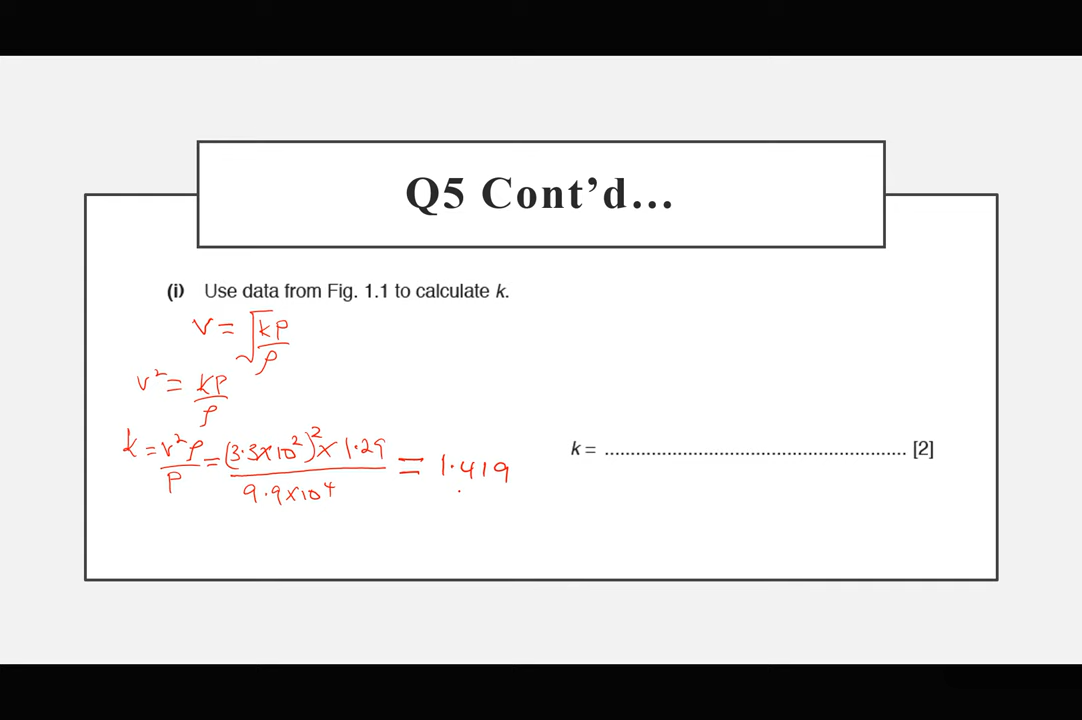 Q5 Cont’d…
(i) Use data from Fig. 1.1 to calculate k.
v = √(kp/ρ)
v² = kp/ρ
k = v²ρ/p = (3.3×10²)² × 1.29 / 9.9×10⁴ = 1.419
k = .......................................................... [2]